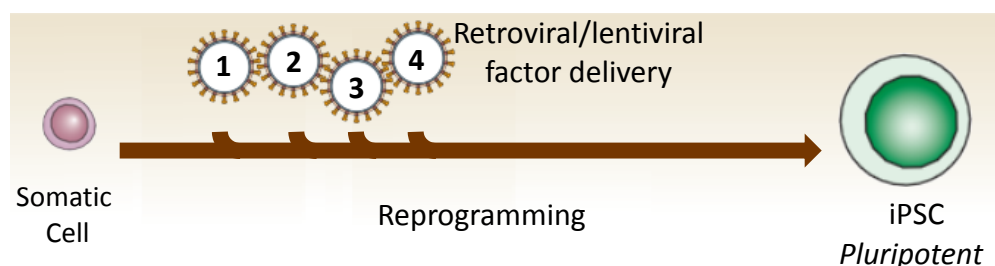 1
2
3
4
Retroviral/lentiviral
factor delivery
Somatic
Cell
Reprogramming
iPSC
Pluripotent